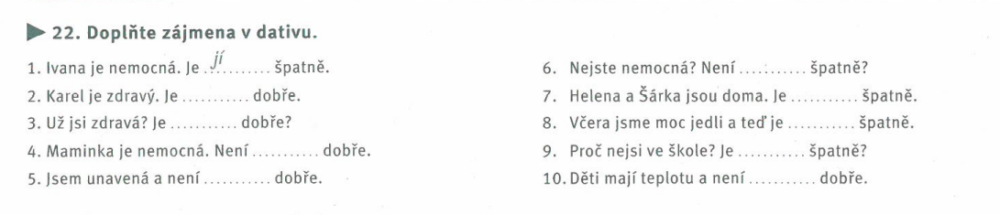 ▶ 22. Doplňte zájmena v dativu.
1. Ivana je nemocná. Je ..jí........ špatně.
2. Karel je zdravý. Je ........... dobře.
3. Už jsi zdravá? Je ........... dobře?
4. Maminka je nemocná. Není ........... dobře.
5. Jsem unavená a není ........... dobře.
6. Nejste nemocná? Není ........... špatně?
7. Helena a Šárka jsou doma. Je ........... špatně.
8. Včera jsme moc jedli a teď je ........... špatně.
9. Proč nejsi ve škole? Je ........... špatně?
10. Děti mají teplotu a není ........... dobře.